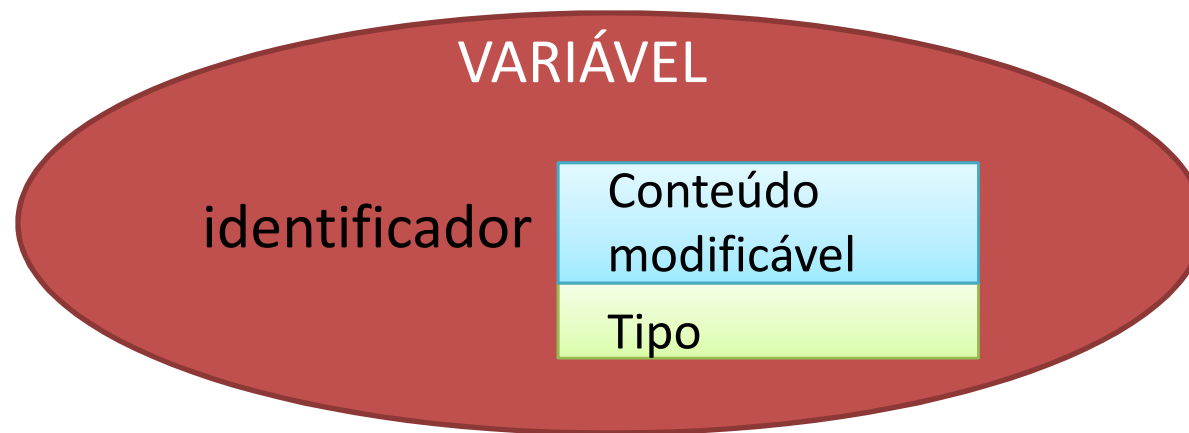 VARIÁVEL
identificador
Conteúdo
modificável
Tipo